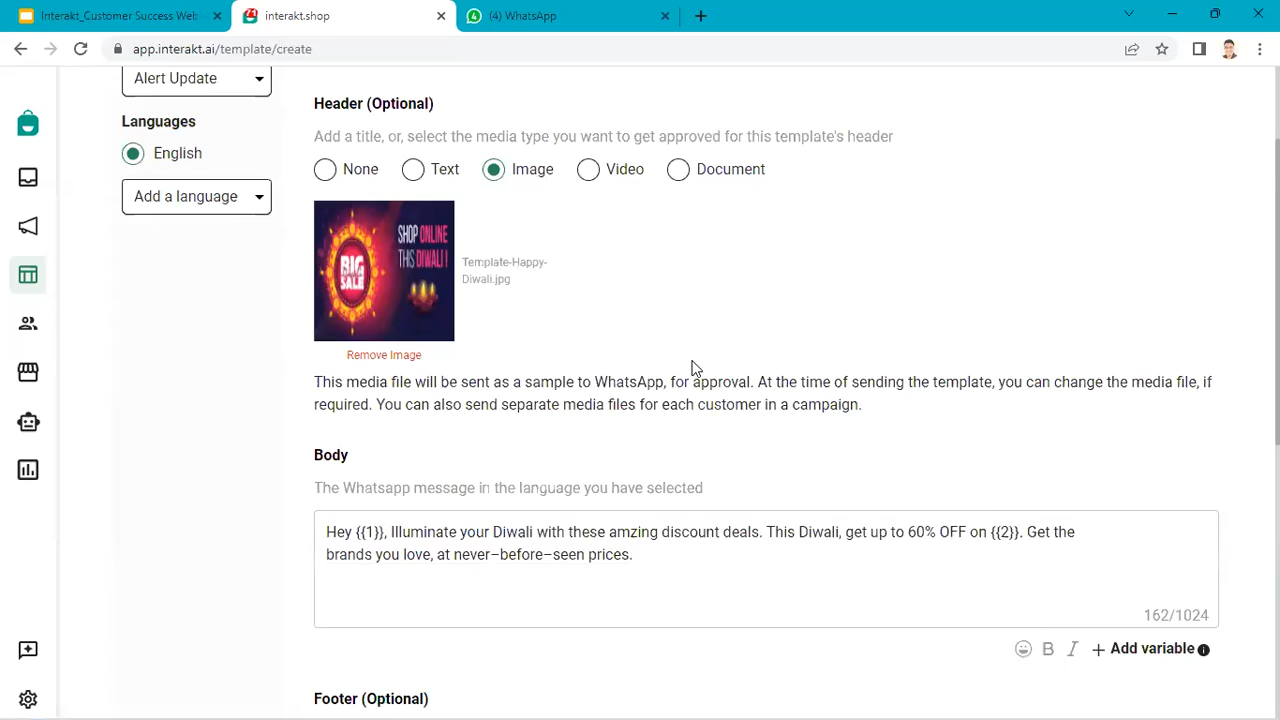 Interakt_Customer Success Web
interakt.shop
(4) WhatsApp
app.interakt.ai/template/create
Alert Update
Header (Optional)
Languages
Add a title, or, select the media type you want to get approved for this template's header
English
None Text Image Video Document
Add a language
SHOP ONLINE
THIS DIWALI !
BIG
SALE
Template-Happy-
Diwali.jpg
Remove Image
This media file will be sent as a sample to WhatsApp, for approval. At the time of sending the template, you can change the media file, if
required. You can also send separate media files for each customer in a campaign.
Body
The Whatsapp message in the language you have selected
Hey {{1}}, Illuminate your Diwali with these amzing discount deals. This Diwali, get up to 60% OFF on {{2}}. Get the
brands you love, at never–before–seen prices.
162/1024
B I + Add variable
Footer (Optional)